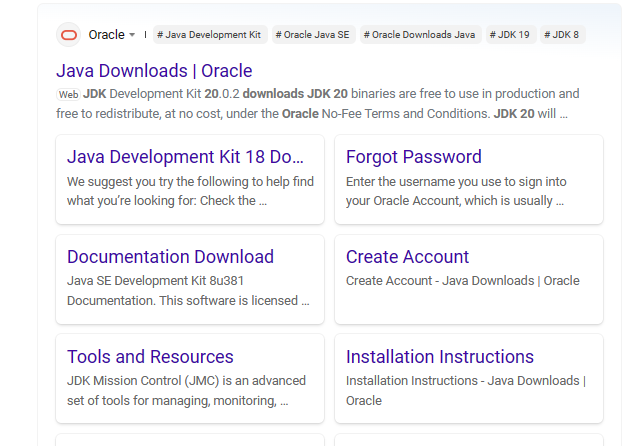 Oracle
# Java Development Kit
# Oracle Java SE
# Oracle Downloads Java
# JDK 19
# JDK 8
Java Downloads | Oracle
Web JDK Development Kit 20.0.2 downloads JDK 20 binaries are free to use in production and
free to redistribute, at no cost, under the Oracle No-Fee Terms and Conditions. JDK 20 will ...
Java Development Kit 18 Do...
We suggest you try the following to help find
what you're looking for: Check the ...
Forgot Password
Enter the username you use to sign into
your Oracle Account, which is usually ...
Documentation Download
Java SE Development Kit 8u381
Documentation. This software is licensed ...
Create Account
Create Account - Java Downloads | Oracle
Tools and Resources
JDK Mission Control (JMC) is an advanced
set of tools for managing, monitoring, ...
Installation Instructions
Installation Instructions - Java Downloads |
Oracle